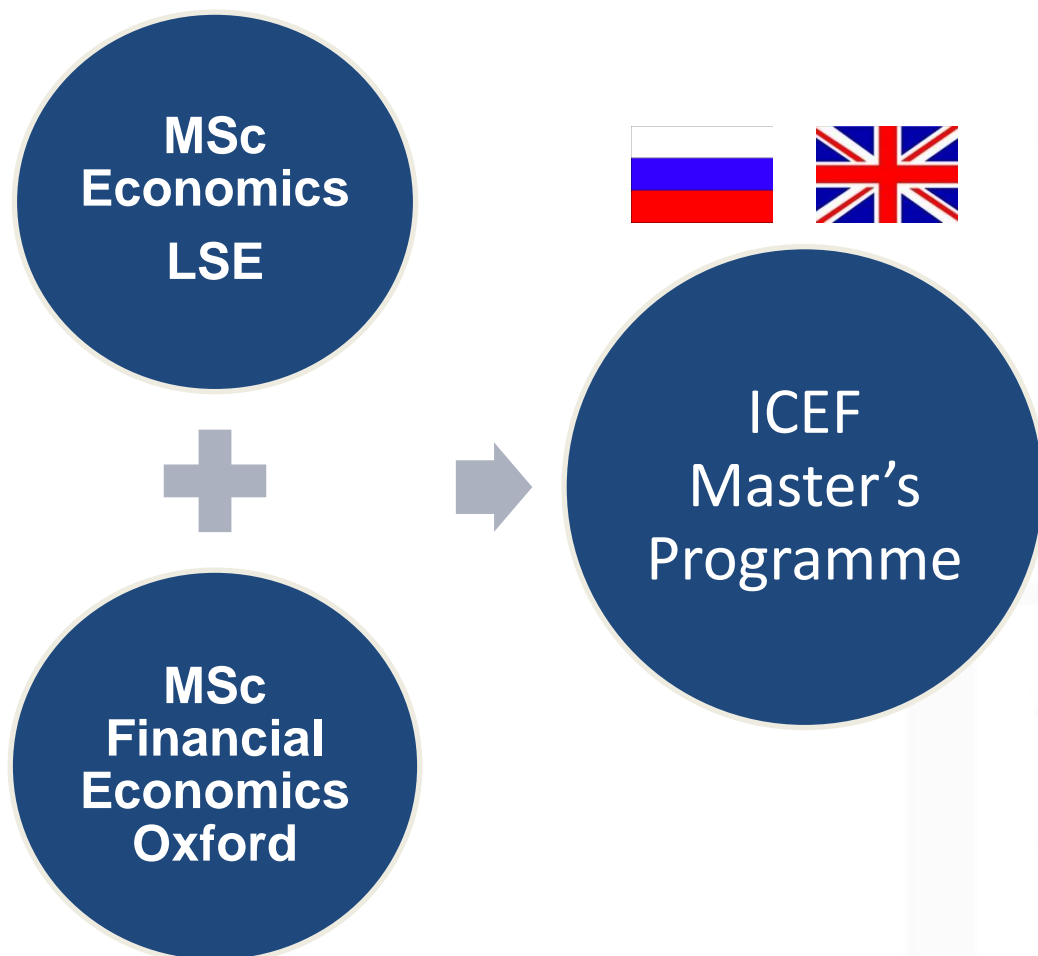 MSc
Economics
LSE
MSc
Financial
Economics
Oxford
ICEF
Master’s
Programme